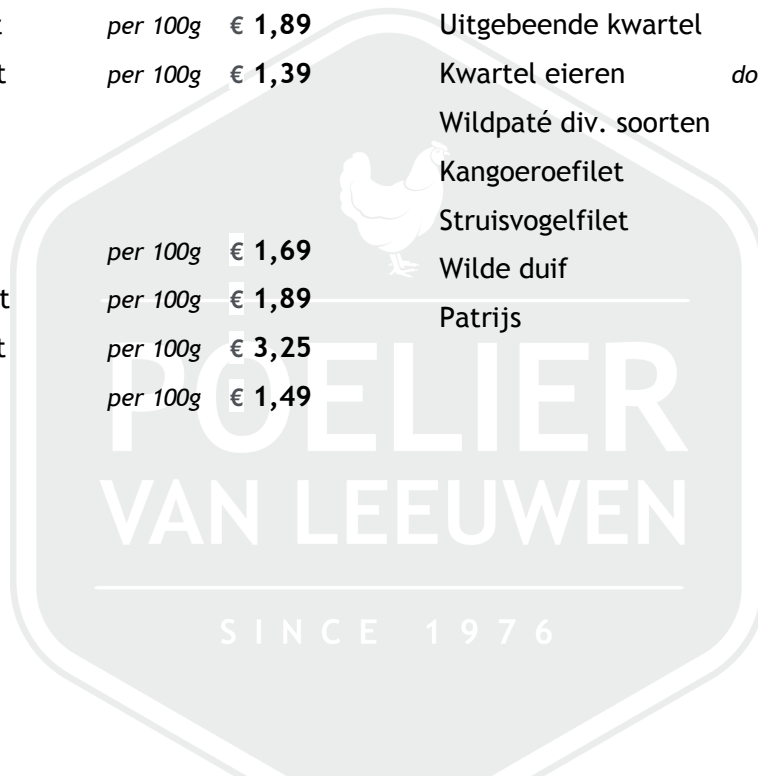 per 100g € 1,89
per 100g € 1,39
per 100g € 1,69
per 100g € 1,89
per 100g € 3,25
per 100g € 1,49
Uitgebeende kwartel
Kwartel eieren
Wildpaté div. soorten
Kangoeroefilet
Struisvogelfilet
Wilde duif
Patrijs
POELIER
VAN LEEUWEN
SINCE 1976